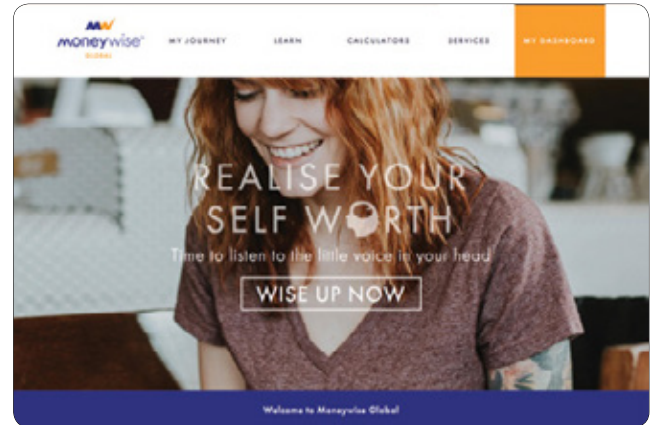 moneywise
GLOBAL
MY JOURNEY
LEARN
CALCULATORS
SERVICES
MY DASHBOARD
REALISE YOUR
SELF WORTH
Time to listen to the little voice in your head
WISE UP NOW
Welcome to Moneywise Global